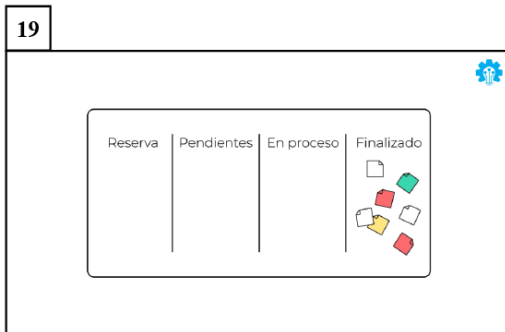 19
Reserva Pendientes En proceso Finalizado